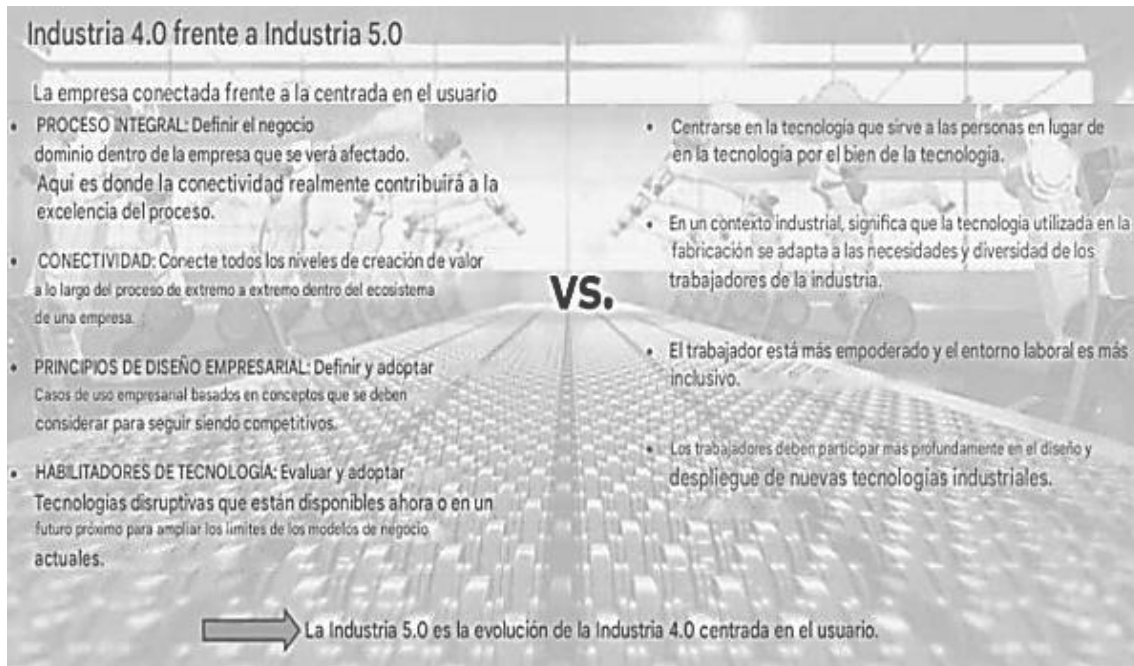 Industria 4.0 frente a Industria 5.0
La empresa conectada frente a la centrada en el usuario
• PROCESO INTEGRAL: Definir el negocio
dominio dentro de la empresa que se verá afectado.
Aquí es donde la conectividad realmente contribuirá a la
excelencia del proceso.
• CONECTIVIDAD: Conecte todos los niveles de creación de valor
a lo largo del proceso de extremo a extremo dentro del ecosistema
de una empresa.
• PRINCIPIOS DE DISEÑO EMPRESARIAL: Definir y adoptar
Casos de uso empresarial basados en conceptos que se deben
considerar para seguir siendo competitivos.
• HABILITADORES DE TECNOLOGÍA: Evaluar y adoptar
Tecnologías disruptivas que están disponibles ahora o en un
futuro próximo para ampliar los límites de los modelos de negocio
actuales.
VS.
• Centrarse en la tecnología que sirve a las personas en lugar de
en la tecnología por el bien de la tecnología.
• En un contexto industrial, significa que la tecnología utilizada en la
fabricación se adapta a las necesidades y diversidad de los
trabajadores de la industria.
• El trabajador está más empoderado y el entorno laboral es más
inclusivo.
• Los trabajadores deben participar mas profundamente en el diseño y
despliegue de nuevas tecnologías industriales.
La Industria 5.0 es la evolución de la Industria 4.0 centrada en el usuario.